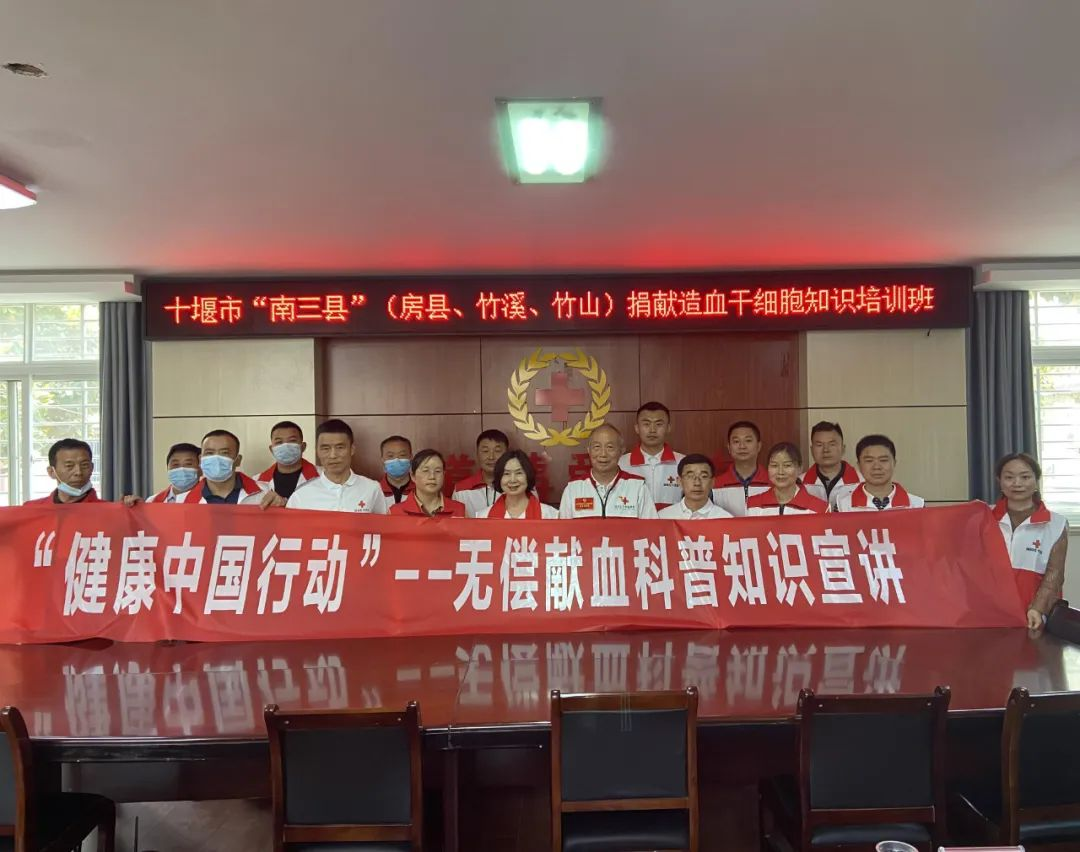 十堰市“南三县”（房县、竹溪、竹山）捐献造血干细胞知识培训班
“健康中国行动”--无偿献血科普知识宣讲